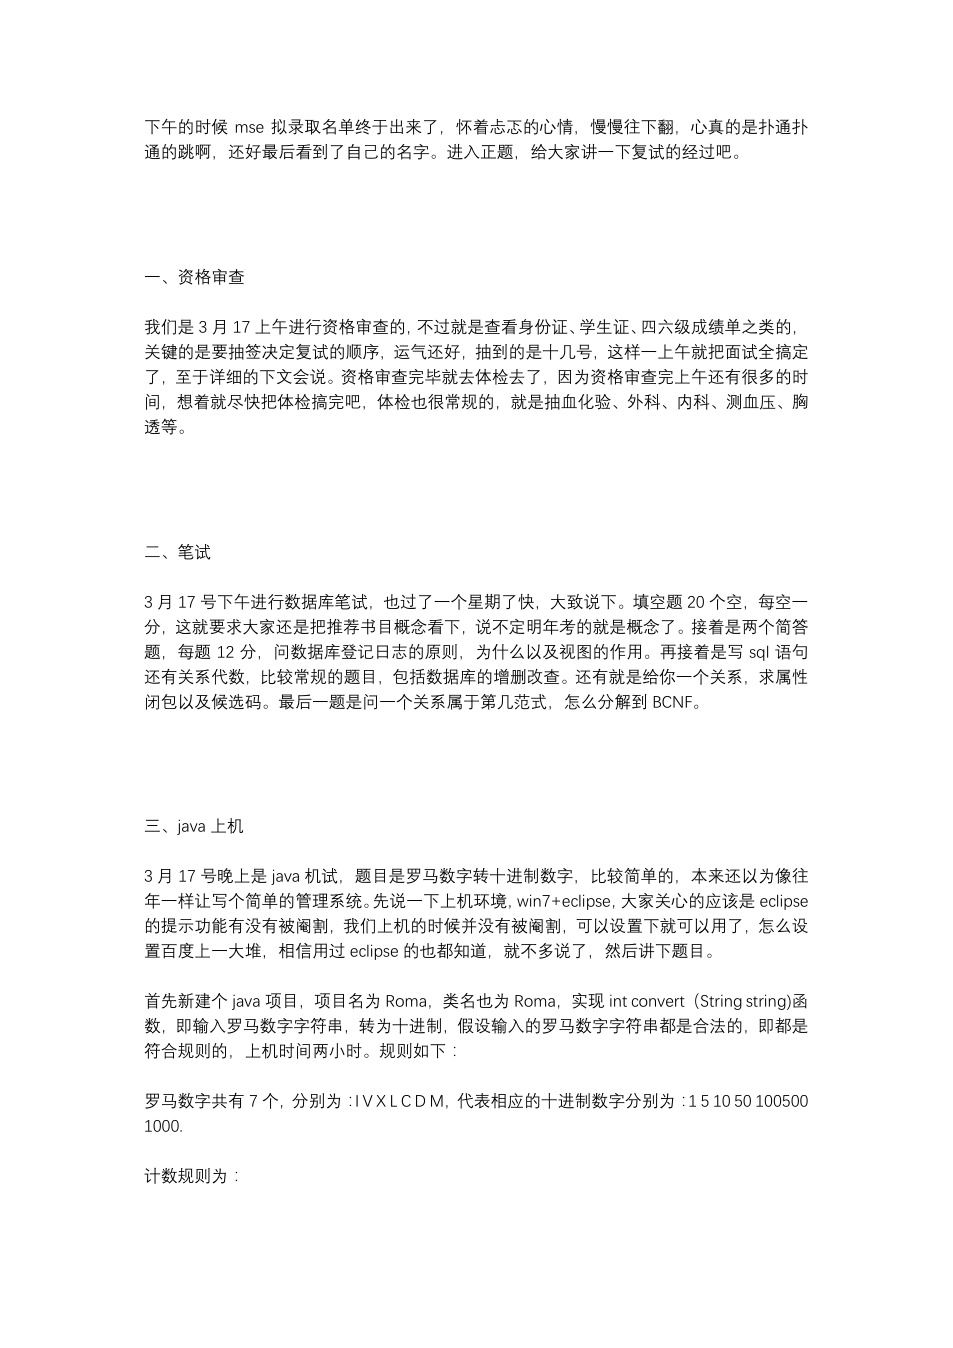 下午的时候 mse 拟录取名单终于出来了，怀着忐忑的心情，慢慢往下翻，心真的是扑通扑
通的跳啊，还好最后看到了自己的名字。进入正题，给大家讲一下复试的经过吧。
一、资格审查
我们是 3 月 17 上午进行资格审查的，不过就是查看身份证、学生证、四六级成绩单之类的，
关键的是要抽签决定复试的顺序，运气还好，抽到的是十几号，这样一上午就把面试全搞定
了，至于详细的下文会说。资格审查完毕就去体检去了，因为资格审查完上午还有很多的时
间，想着就尽快把体检搞完吧，体检也很常规的，就是抽血化验、外科、内科、测血压、胸
透等。
二、笔试
3 月 17 号下午进行数据库笔试，也过了一个星期了快，大致说下。填空题 20 个空，每空一
分，这就要求大家还是把推荐书目概念看下，说不定明年考的就是概念了。接着是两个简答
题，每题 12 分，问数据库登记日志的原则，为什么以及视图的作用。再接着是写 sql 语句
还有关系代数，比较常规的题目，包括数据库的增删改查。还有就是给你一个关系，求属性
闭包以及候选码。最后一题是问一个关系属于第几范式，怎么分解到 BCNF。
三、java 上机
3 月 17 号晚上是 java 机试，题目是罗马数字转十进制数字，比较简单的，本来还以为像往
年一样让写个简单的管理系统。先说一下上机环境，win7+eclipse，大家关心的应该是 eclipse
的提示功能有没有被阉割，我们上机的时候并没有被阉割，可以设置下就可以用了，怎么设
置百度上一大堆，相信用过 eclipse 的也都知道，就不多说了，然后讲下题目。
首先新建个 java 项目，项目名为 Roma，类名也为 Roma，实现 int convert（String string)函
数，即输入罗马数字字符串，转为十进制，假设输入的罗马数字字符串都是合法的，即都是
符合规则的，上机时间两小时。规则如下：
罗马数字共有 7 个，分别为：I V X L C D M，代表相应的十进制数字分别为：1 5 10 50 100500
1000.
计数规则为：